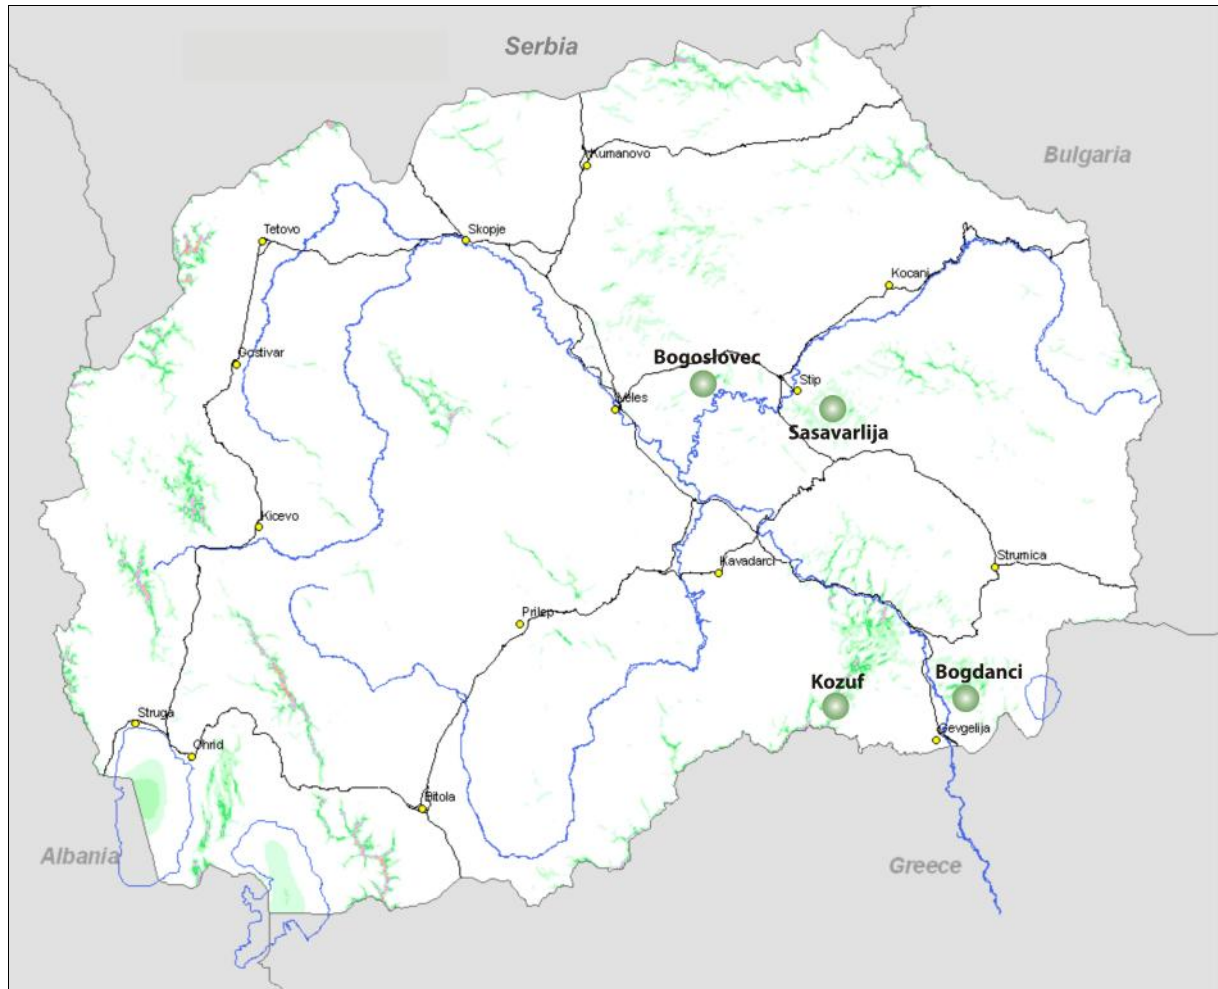 Serbia
Bulgaria
Kumanovo
Tetovo
Skopje
Kocani
Bogoslovec
Gostivar
Stip
Veles
Sasavarlija
Kicevo
Strumica
Kavadarci
Prilep
Bogdanci
Kozuf
Struga
Gevgelija
Ohrid
Bitola
Albania
Greece